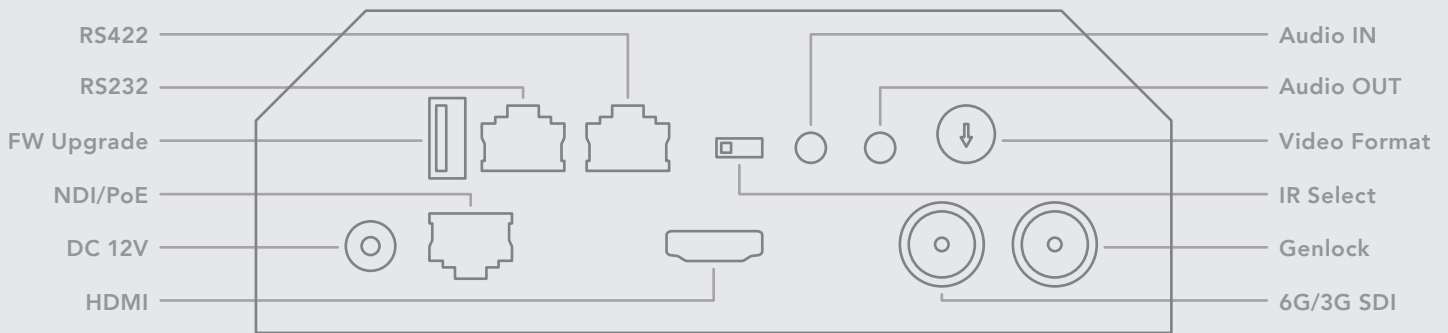 RS422
RS232
FW Upgrade
NDI/PoE
DC 12V
HDMI
Audio IN
Audio OUT
Video Format
IR Select
Genlock
6G/3G SDI